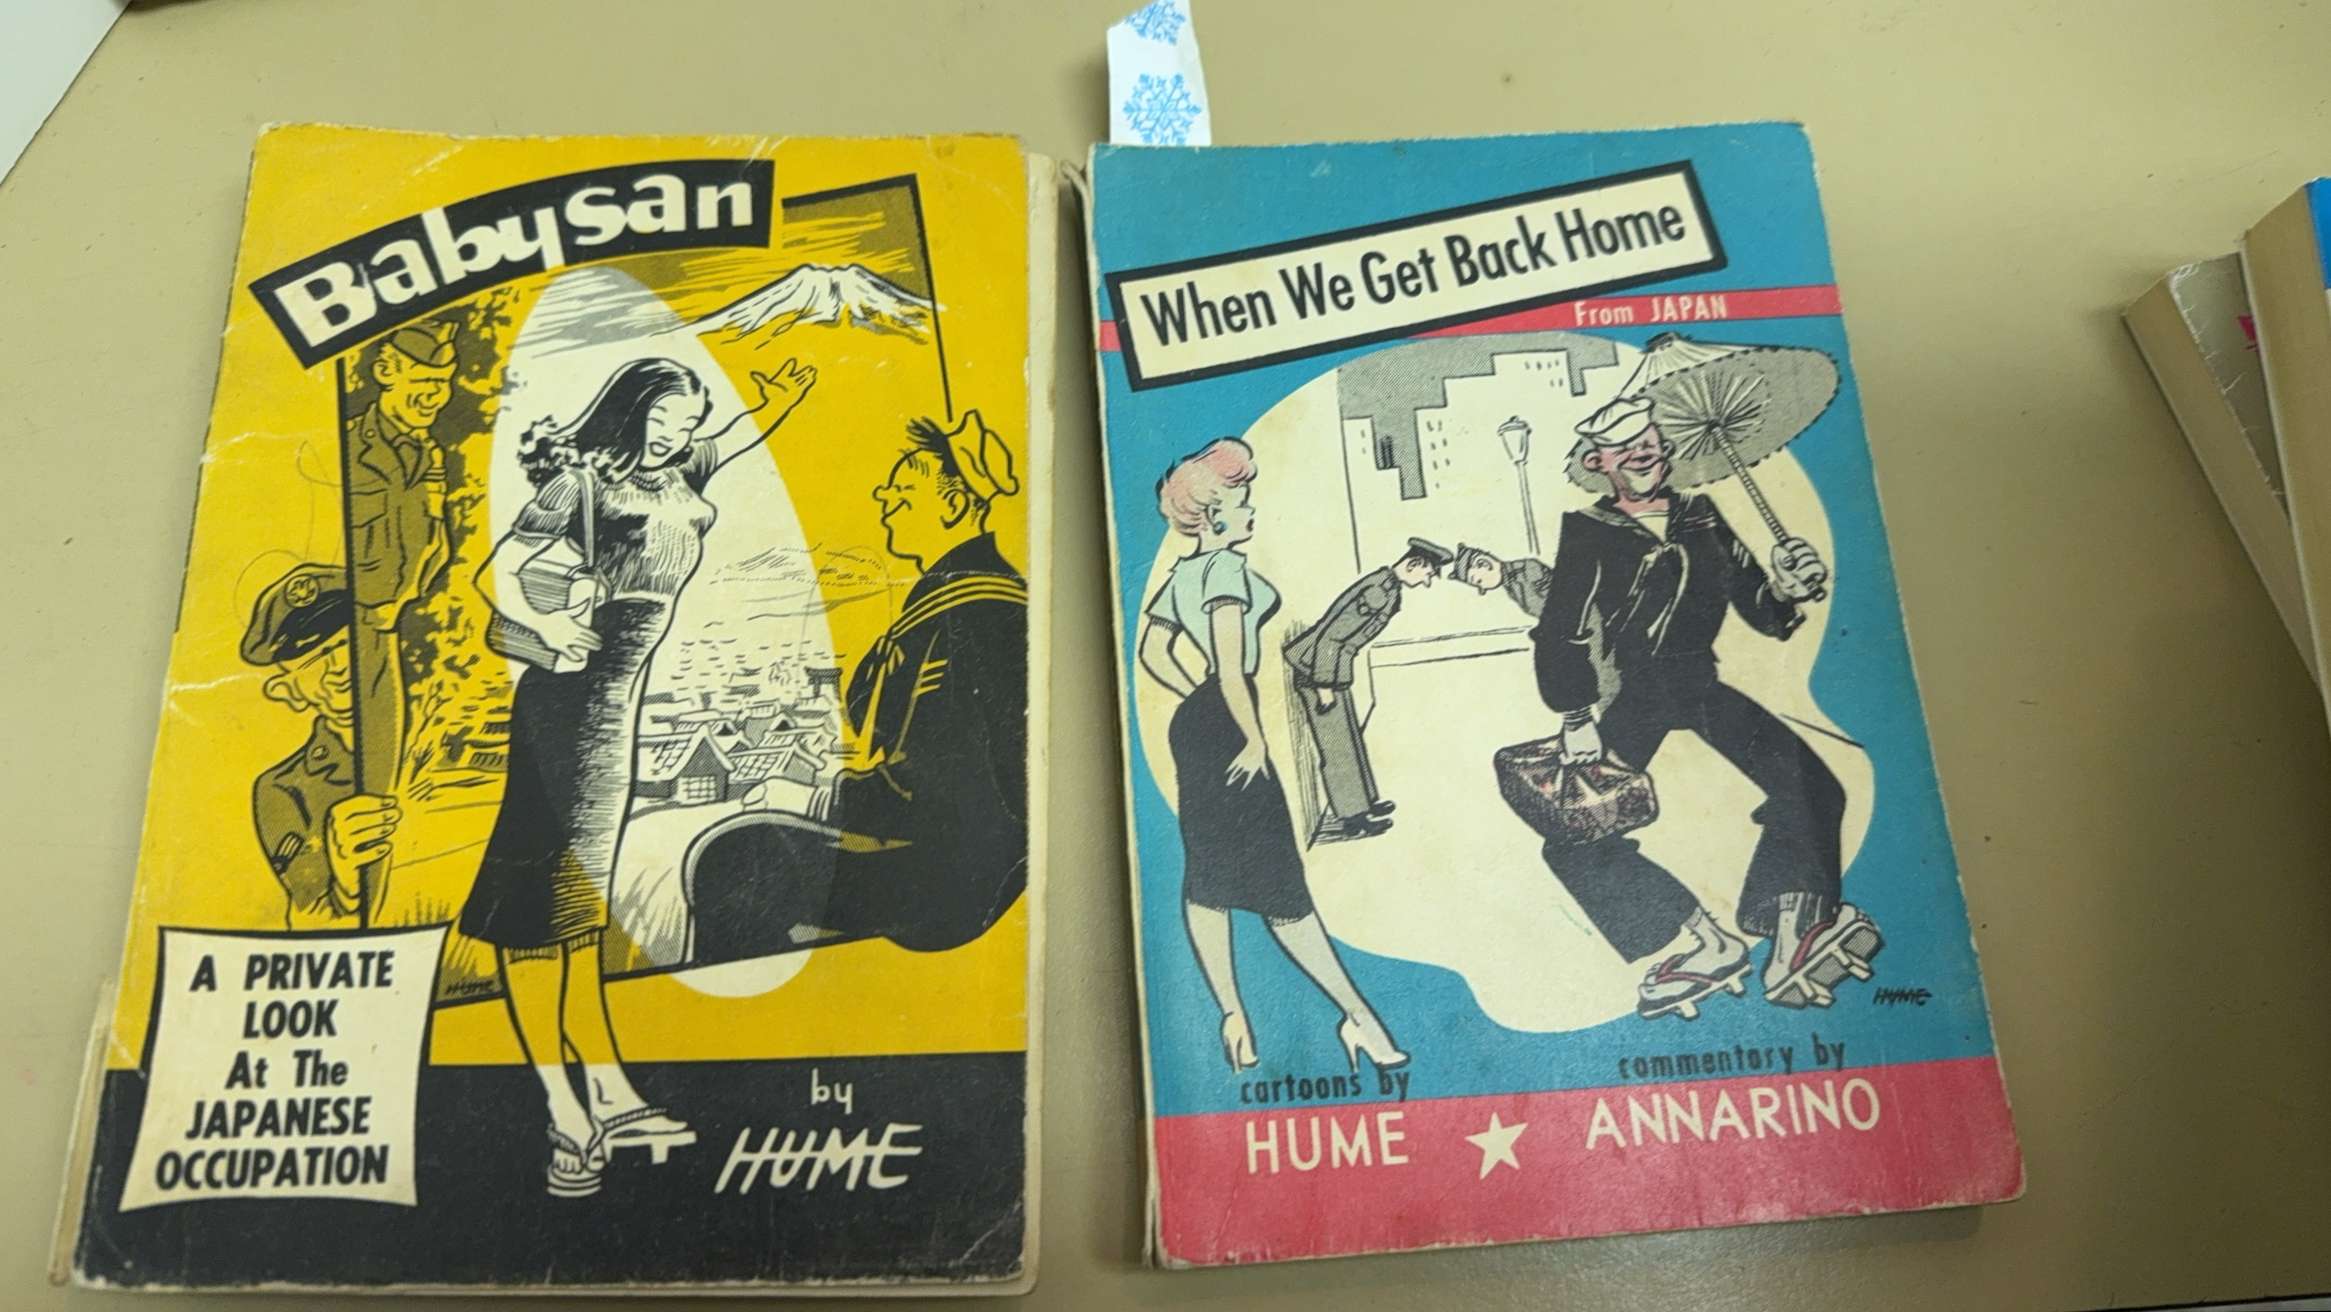 Babysan
HUME
A PRIVATE
LOOK
At The
JAPANESE
OCCUPATION
by
HUME
When We Get Back Home
From JAPAN
HUME
cartoons by
HUME
commentary by
ANNARINO